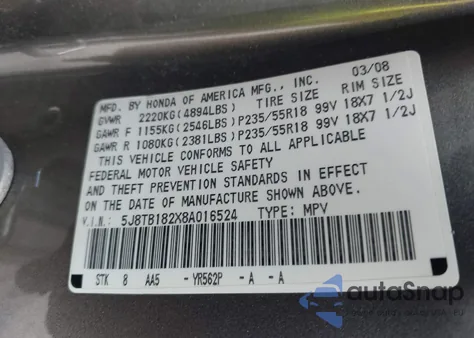 MFD. BY HONDA OF AMERICA MFG., INC. 03/08
GVWR 2220KG(4894LBS) TIRE SIZE RIM SIZE
GAWR F 1155KG(2546LBS)P235/55R18 99V 18X7 1/2J
GAWR R 1080KG(2381LBS)P235/55R18 99V 18X7 1/2J
THIS VEHICLE CONFORMS TO ALL APPLICABLE
FEDERAL MOTOR VEHICLE SAFETY
AND THEFT PREVENTION STANDARDS IN EFFECT
ON THE DATE OF MANUFACTURE SHOWN ABOVE.
V.I.N.: 5J8TB182X8A016524 TYPE: MPV
STK 8 AA5 -YR562P -A -A
autoSnap